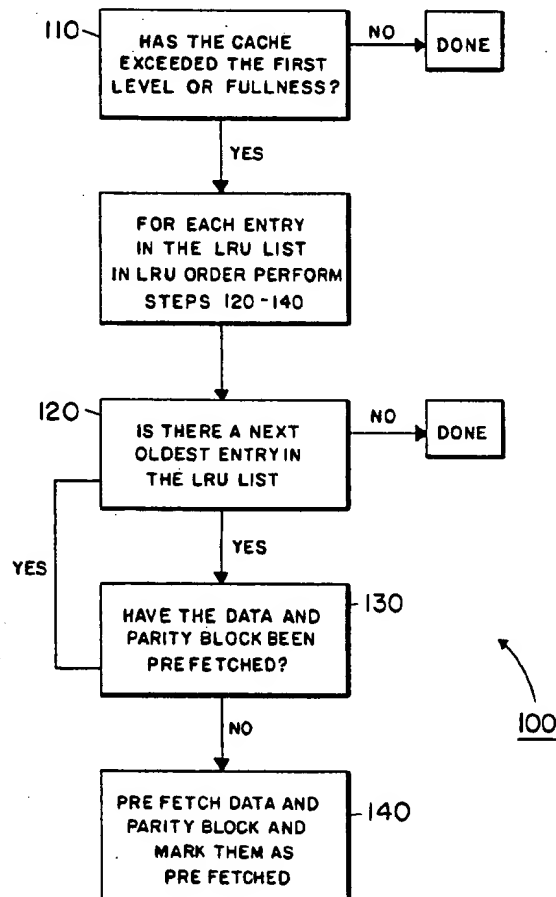 110
HAS THE CACHE
EXCEEDED THE FIRST
LEVEL OR FULLNESS?
NO
DONE
YES
FOR EACH ENTRY
IN THE LRU LIST
IN LRU ORDER PERFORM
STEPS 120-140
120
IS THERE A NEXT
OLDEST ENTRY IN
THE LRU LIST
NO
DONE
YES
YES
130
HAVE THE DATA AND
PARITY BLOCK BEEN
PREFETCHED?
100
NO
140
PRE FETCH DATA AND
PARITY BLOCK AND
MARK THEM AS
PRE FETCHED